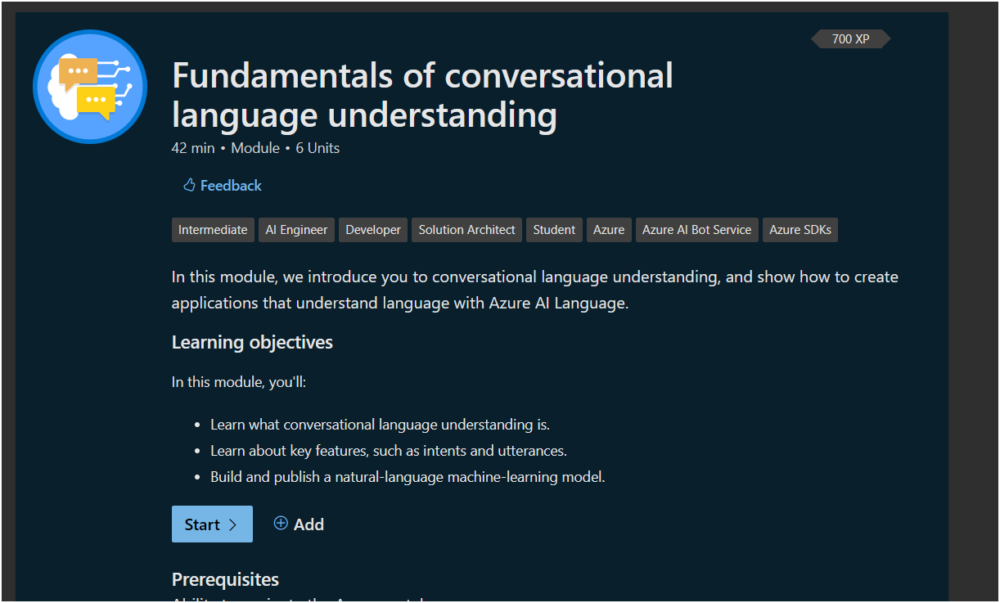 700 XP
Fundamentals of conversational
language understanding
42 min • Module • 6 Units
Feedback
Intermediate AI Engineer Developer Solution Architect Student Azure Azure AI Bot Service Azure SDKs
In this module, we introduce you to conversational language understanding, and show how to create
applications that understand language with Azure AI Language.
Learning objectives
In this module, you'll:
• Learn what conversational language understanding is.
• Learn about key features, such as intents and utterances.
• Build and publish a natural-language machine-learning model.
Start > Add
Prerequisites